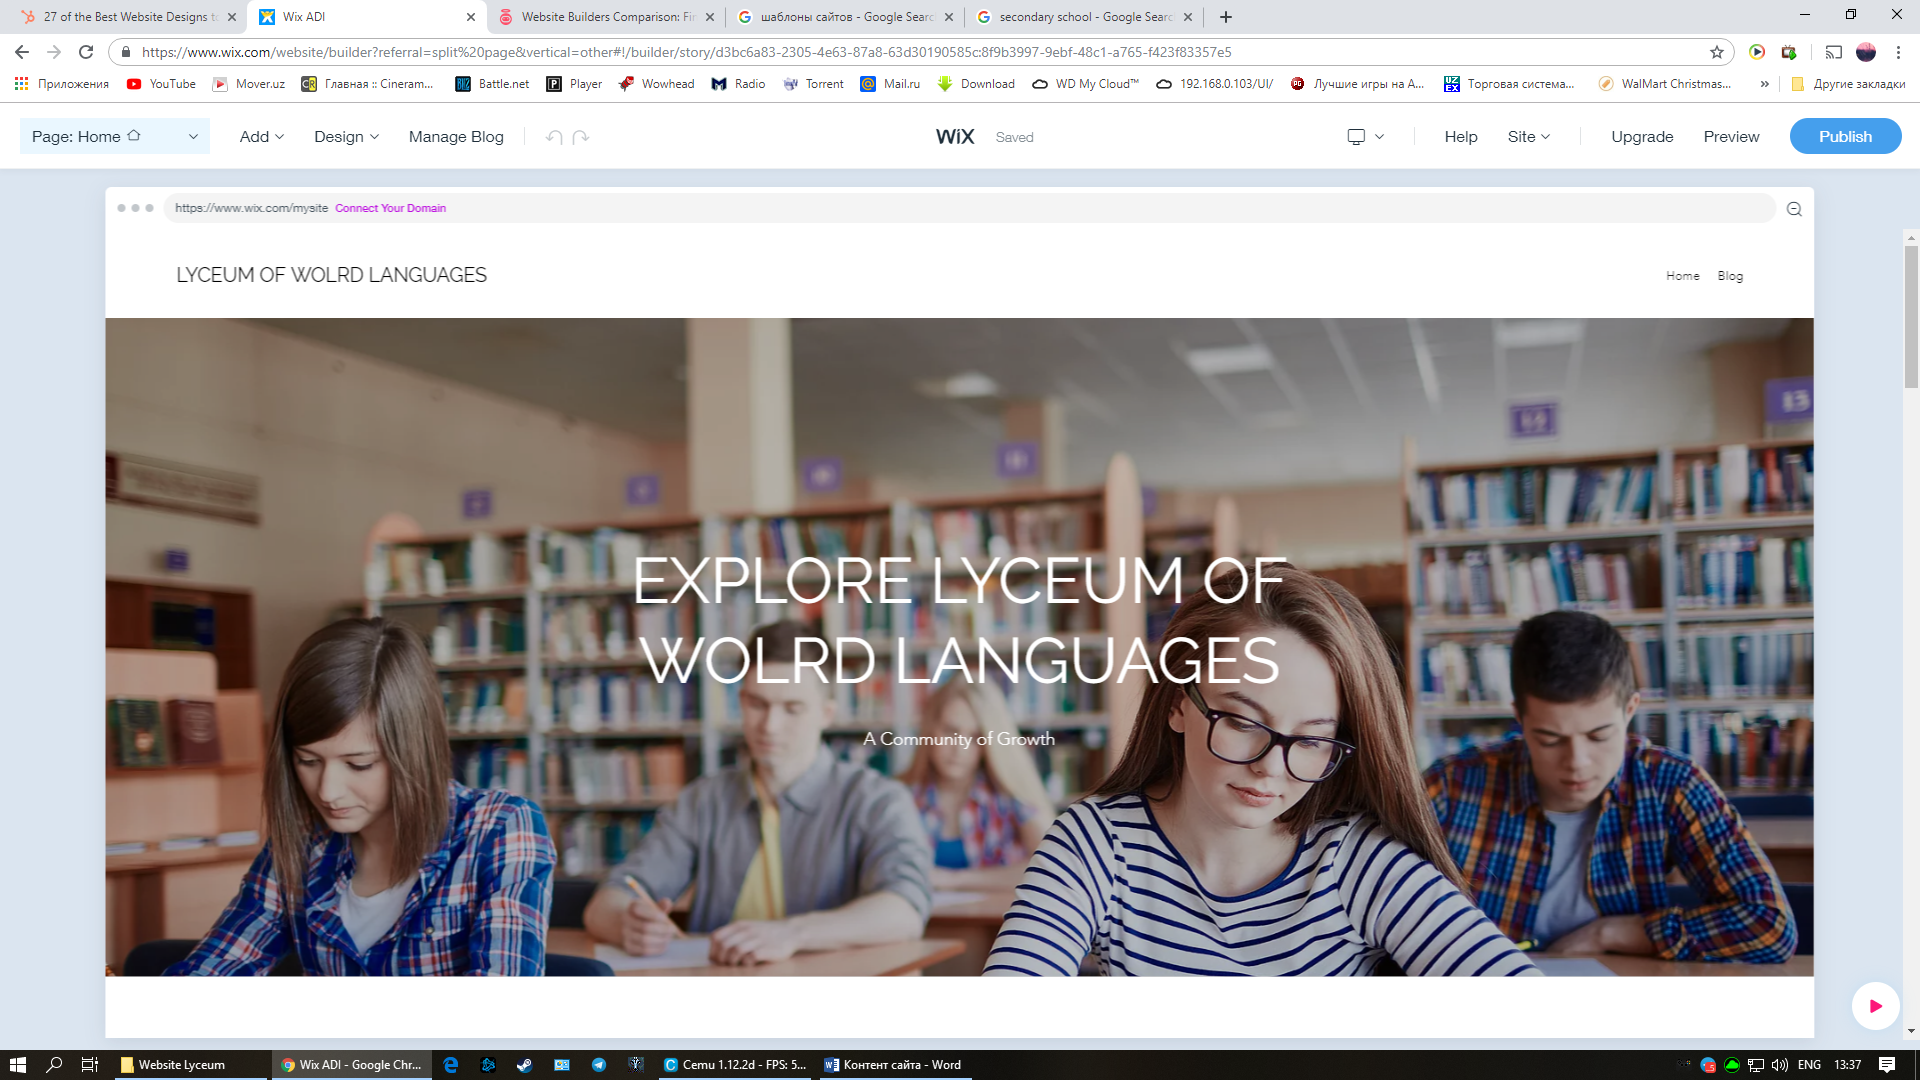 27 of the Best Website Designs to
Wix ADI
Website Builders Comparison: Fin
шаблоны сайтов - Google Searc
secondary school - Google Searc
https://www.wix.com/website/builder?referral=split%20page&vertical=other#!/builder/story/d3bc6a83-2305-4e63-87a8-63d30190585c:8f9b3997-9ebf-48c1-a765-f423f83357e5
Приложения YouTube Mover.uz Главная :: Cineram... Battle.net Player Wowhead Radio Torrent Mail.ru Download WD My Cloud™ 192.168.0.103/UI/ Лучшие игры на А... Торговая система... WalMart Christmas... » Другие закладки
Page: Home Add Design Manage Blog WiX Saved Help Site Upgrade Preview Publish
https://www.wix.com/mysite Connect Your Domain
LYCEUM OF WOLRD LANGUAGES Home Blog
EXPLORE LYCEUM OF
WOLRD LANGUAGES
A Community of Growth
Website Lyceum Wix ADI - Google Chr... Cemu 1.12.2d - FPS: 5... Контент сайта - Word ENG 13:37